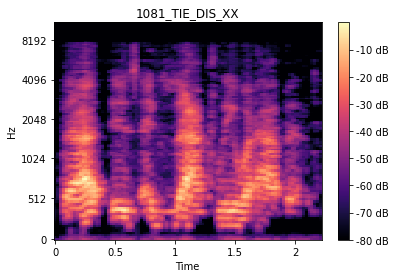 1081_TIE_DIS_XX
8192
4096
2048
1024
512
0
Hz
0 0.5 1 1.5 2
Time
-10 dB
-20 dB
-30 dB
-40 dB
-50 dB
-60 dB
-70 dB
-80 dB